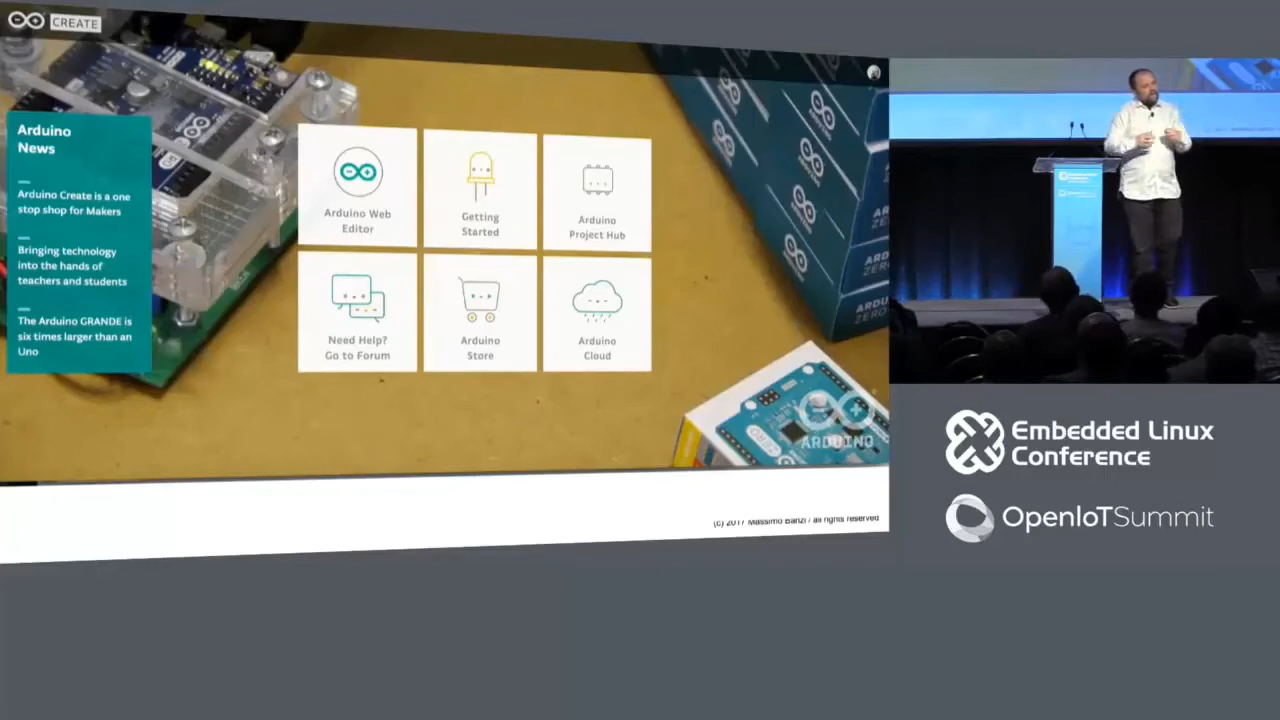 CREATE
Arduino
News
Arduino Create is a one
stop shop for Makers
Bringing technology
into the hands of
teachers and students
The Arduino GRANDE is
six times larger than an
Uno
Arduino Web
Editor
Getting
Started
Arduino
Project Hub
Need Help?
Go to Forum
Arduino
Store
Arduino
Cloud
ARDUINO
ZERO
(c) 2017 Massimo Banzi / all rights reserved
Embedded Linux
Conference
OpenIoTSummit